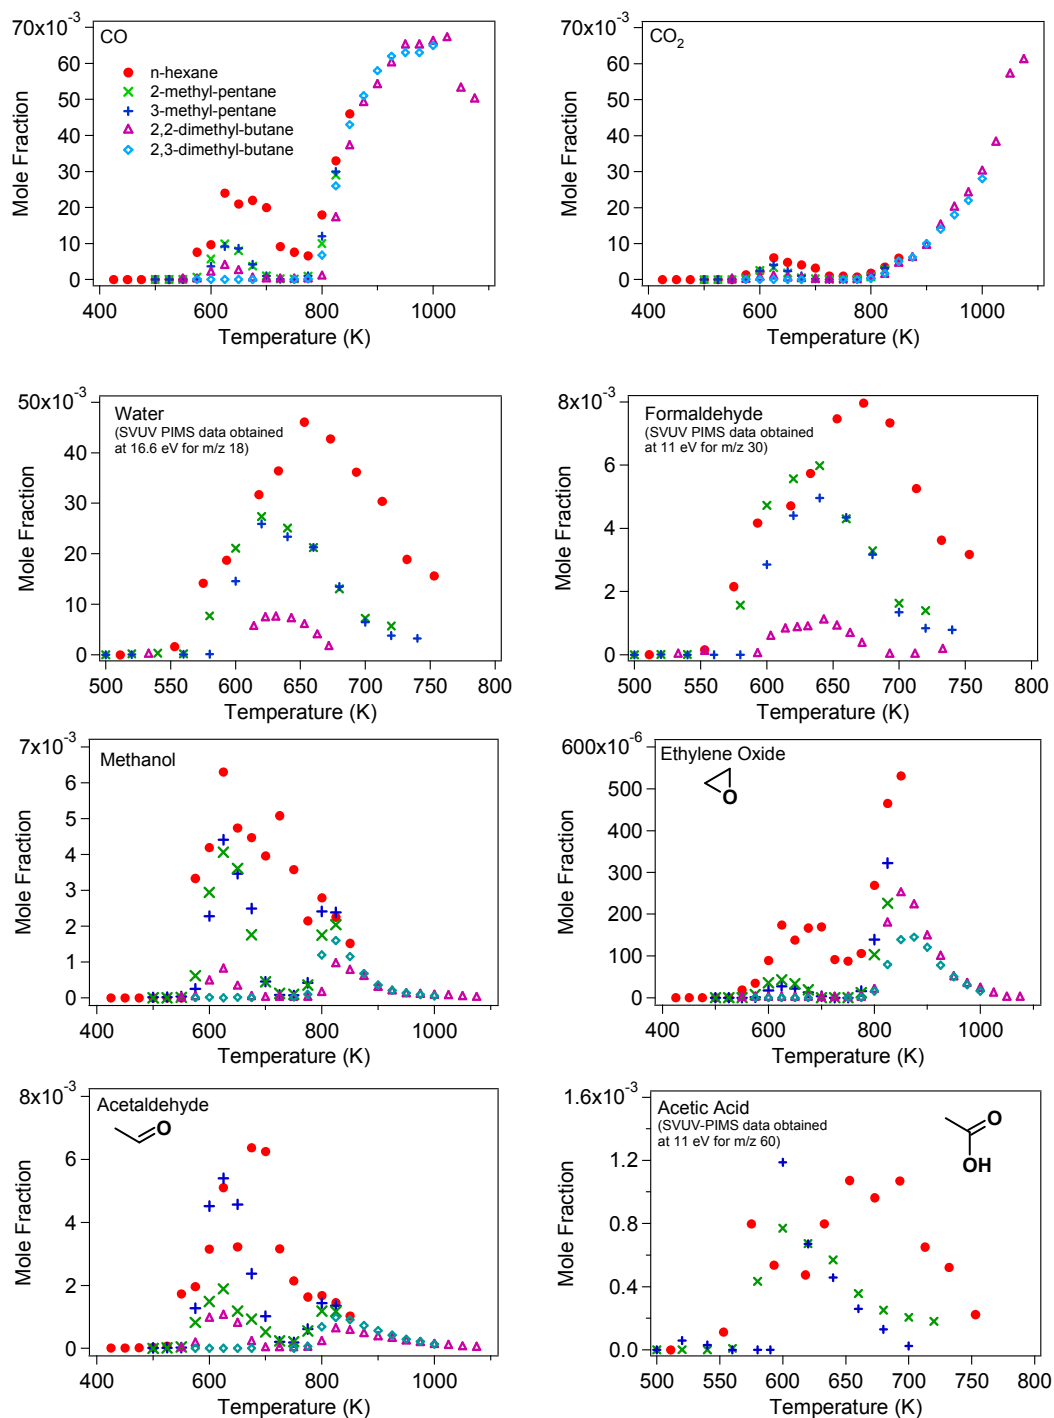 70x10-3
CO
60
50
40
30
20
10
0
n-hexane
2-methyl-pentane
3-methyl-pentane
2,2-dimethyl-butane
2,3-dimethyl-butane
Mole Fraction
400 600 800 1000
Temperature (K)
70x10-3
CO2
60
50
40
30
20
10
0
Mole Fraction
400 600 800 1000
Temperature (K)
50x10-3
Water
(SVUV PIMS data obtained
at 16.6 eV for m/z 18)
40
30
20
10
0
Mole Fraction
500 550 600 650 700 750 800
Temperature (K)
8x10-3
Formaldehyde
(SVUV PIMS data obtained
at 11 eV for m/z 30)
6
4
2
0
Mole Fraction
500 550 600 650 700 750 800
Temperature (K)
7x10-3
Methanol
6
5
4
3
2
1
0
Mole Fraction
400 600 800 1000
Temperature (K)
600x10-6
Ethylene Oxide
O
500
400
300
200
100
0
Mole Fraction
400 600 800 1000
Temperature (K)
8x10-3
Acetaldehyde
O
6
4
2
0
Mole Fraction
400 600 800 1000
Temperature (K)
1.6x10-3
Acetic Acid
(SVUV-PIMS data obtained
at 11 eV for m/z 60)
O
OH
1.2
0.8
0.4
0.0
Mole Fraction
500 550 600 650 700 750 800
Temperature (K)